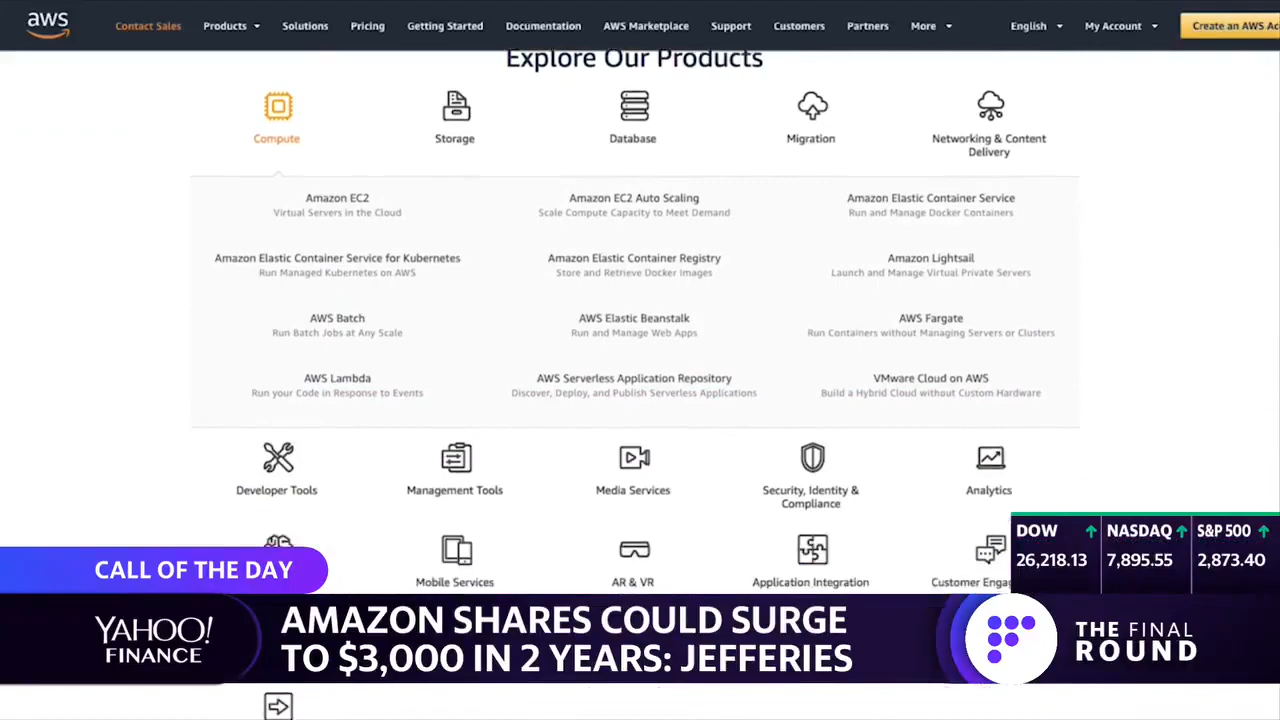 aws
Contact Sales Products Solutions Pricing Getting Started Documentation AWS Marketplace Support Customers Partners More English My Account Create an AWS Acc
Explore Our Products
Compute Storage Database Migration Networking & Content
Delivery
Amazon EC2 Amazon EC2 Auto Scaling Amazon Elastic Container Service
Virtual Servers in the Cloud Scale Compute Capacity to Meet Demand Run and Manage Docker Containers
Amazon Elastic Container Service for Kubernetes Amazon Elastic Container Registry Amazon Lightsail
Run Managed Kubernetes on AWS Store and Retrieve Docker Images Launch and Manage Virtual Private Servers
AWS Batch AWS Elastic Beanstalk AWS Fargate
Run Batch Jobs at Any Scale Run and Manage Web Apps Run Containers without Managing Servers or Clusters
AWS Lambda AWS Serverless Application Repository VMware Cloud on AWS
Run your Code in Response to Events Discover, Deploy, and Publish Serverless Applications Build a Hybrid Cloud without Custom Hardware
Developer Tools Management Tools Media Services Security, Identity & Analytics
Compliance
Mobile Services AR & VR Application Integration Customer Engag
DOW NASDAQ S&P 500
26,218.13 7,895.55 2,873.40
CALL OF THE DAY
YAHOO!
FINANCE
AMAZON SHARES COULD SURGE
TO $3,000 IN 2 YEARS: JEFFERIES
THE FINAL
ROUND